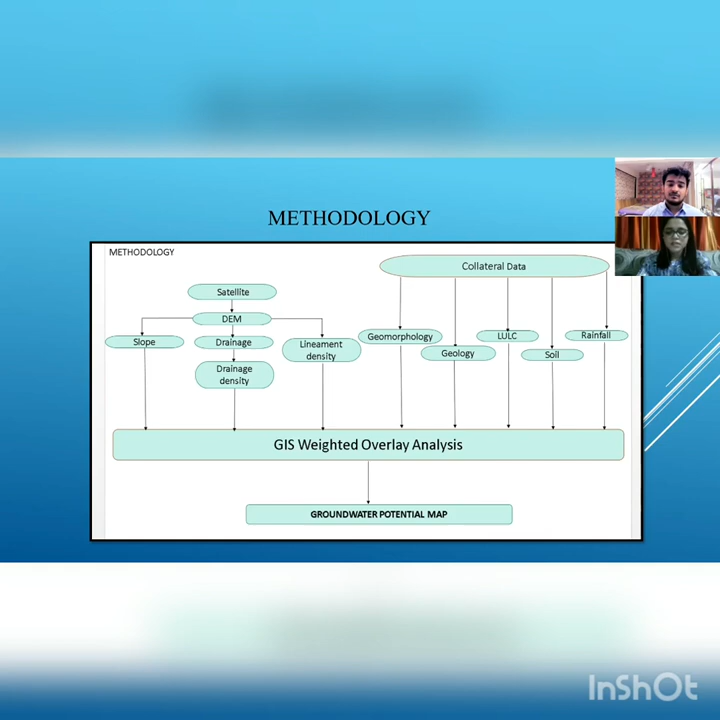 METHODOLOGY
METHODOLOGY
Collateral Data
Satellite
DEM
Slope
Drainage
Lineament
density
Drainage
density
Geomorphology
Geology
LULC
Soil
Rainfall
GIS Weighted Overlay Analysis
GROUNDWATER POTENTIAL MAP
InShOt